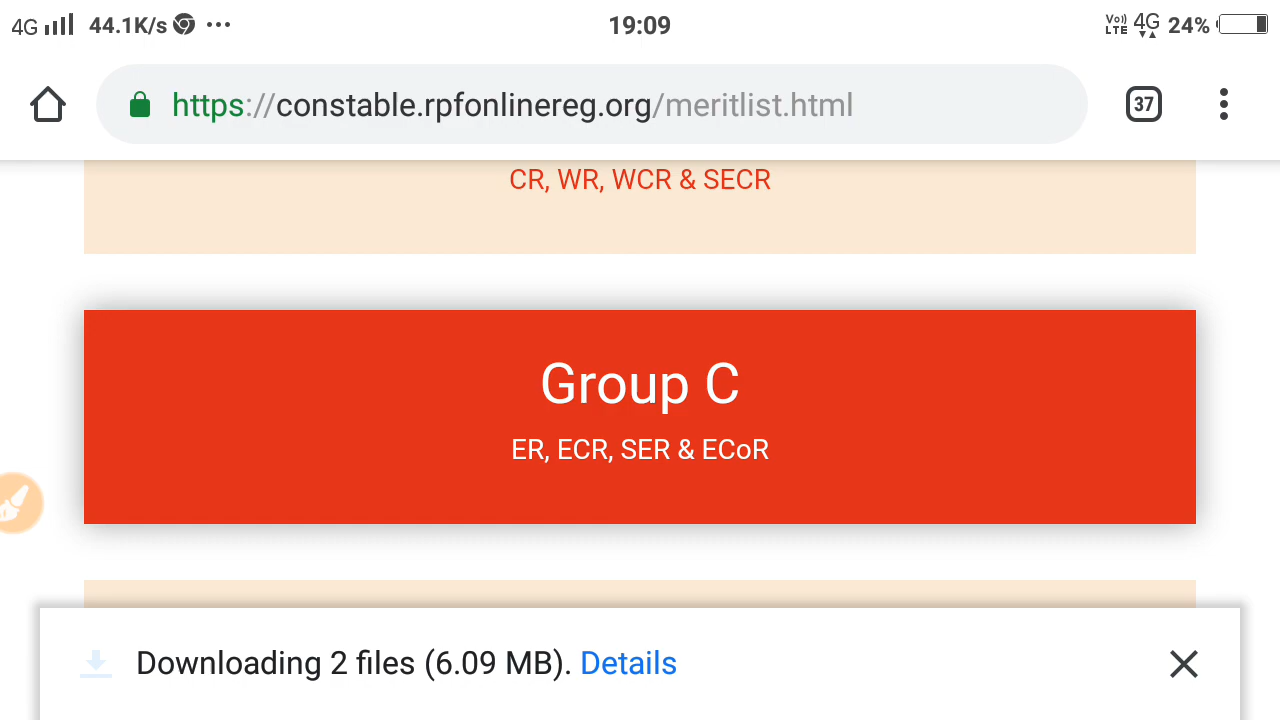 4G 44.1K/s ••• 19:09 Vo)) LTE 4G 24%
https://constable.rpfonlinereg.org/meritlist.html 37
CR, WR, WCR & SECR
Group C
ER, ECR, SER & ECoR
Downloading 2 files (6.09 MB). Details